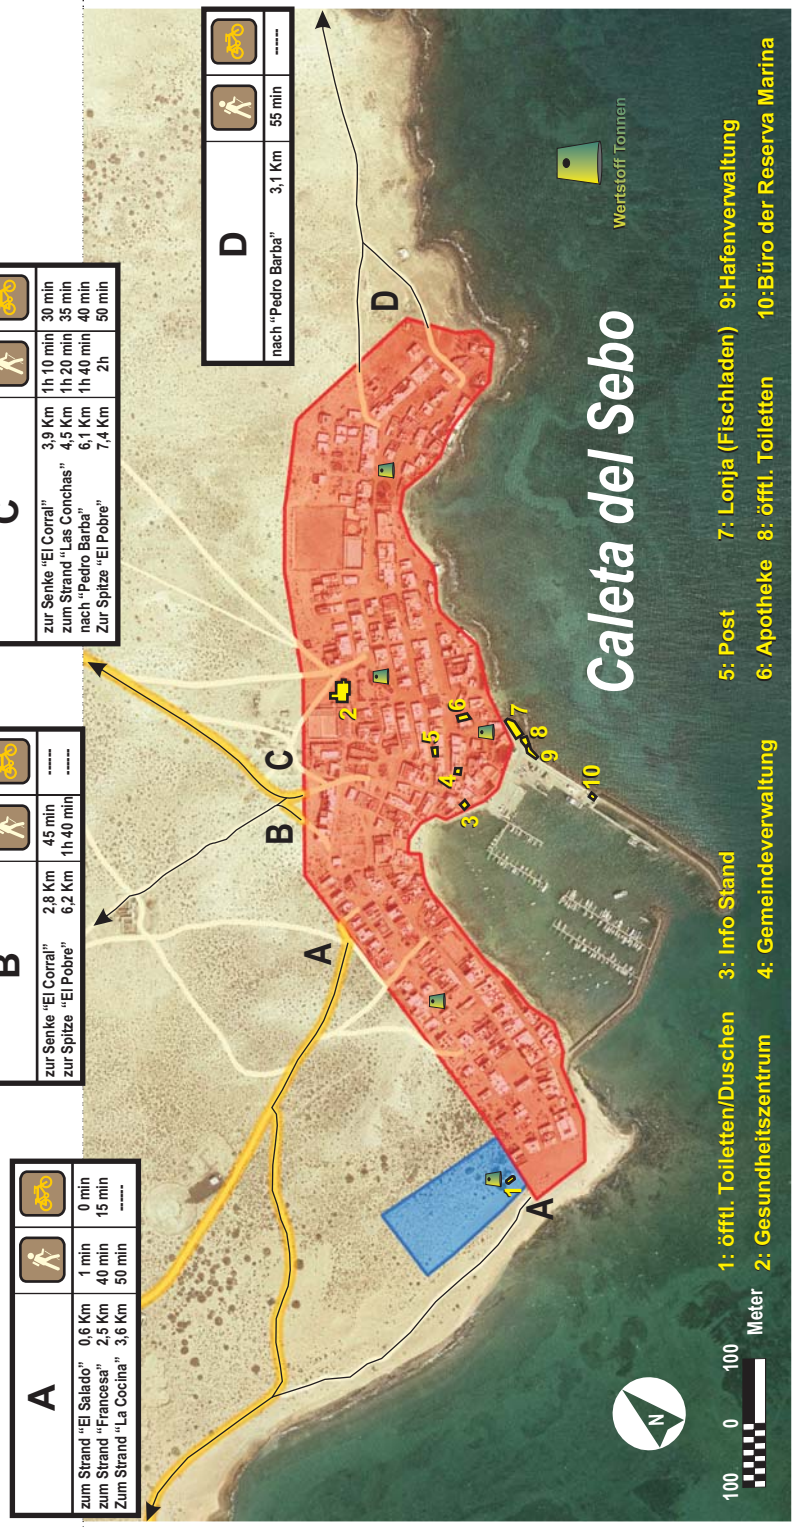 A
zum Strand “El Salado” 0,6 Km 1 min 0 min
zum Strand “Francesa” 2,5 Km 40 min 15 min
Zum Strand “La Cocina” 3,6 Km 50 min ------
B
zur Senke “El Corral” 2,8 Km 45 min ------
zur Spitze “El Pobre” 6,2 Km 1h 40 min ------
C
zur Senke “El Corral” 3,9 Km 1h 10 min 30 min
zum Strand “Las Conchas” 4,5 Km 1h 20 min 35 min
nach “Pedro Barba” 6,1 Km 1h 40 min 40 min
Zur Spitze “El Pobre” 7,4 Km 2h 50 min
D
nach “Pedro Barba” 3,1 Km 55 min ------
A
B
C
D
A
2
5
6
4
3
7
8
9
10
1
Wertstoff Tonnen
Caleta del Sebo
N
100 0 100
Meter
1: öfftl. Toiletten/Duschen 3: Info Stand 5: Post 7: Lonja (Fischladen) 9:Hafenverwaltung
2: Gesundheitszentrum 4: Gemeindeverwaltung 6: Apotheke 8: öfftl. Toiletten 10:Büro der Reserva Marina